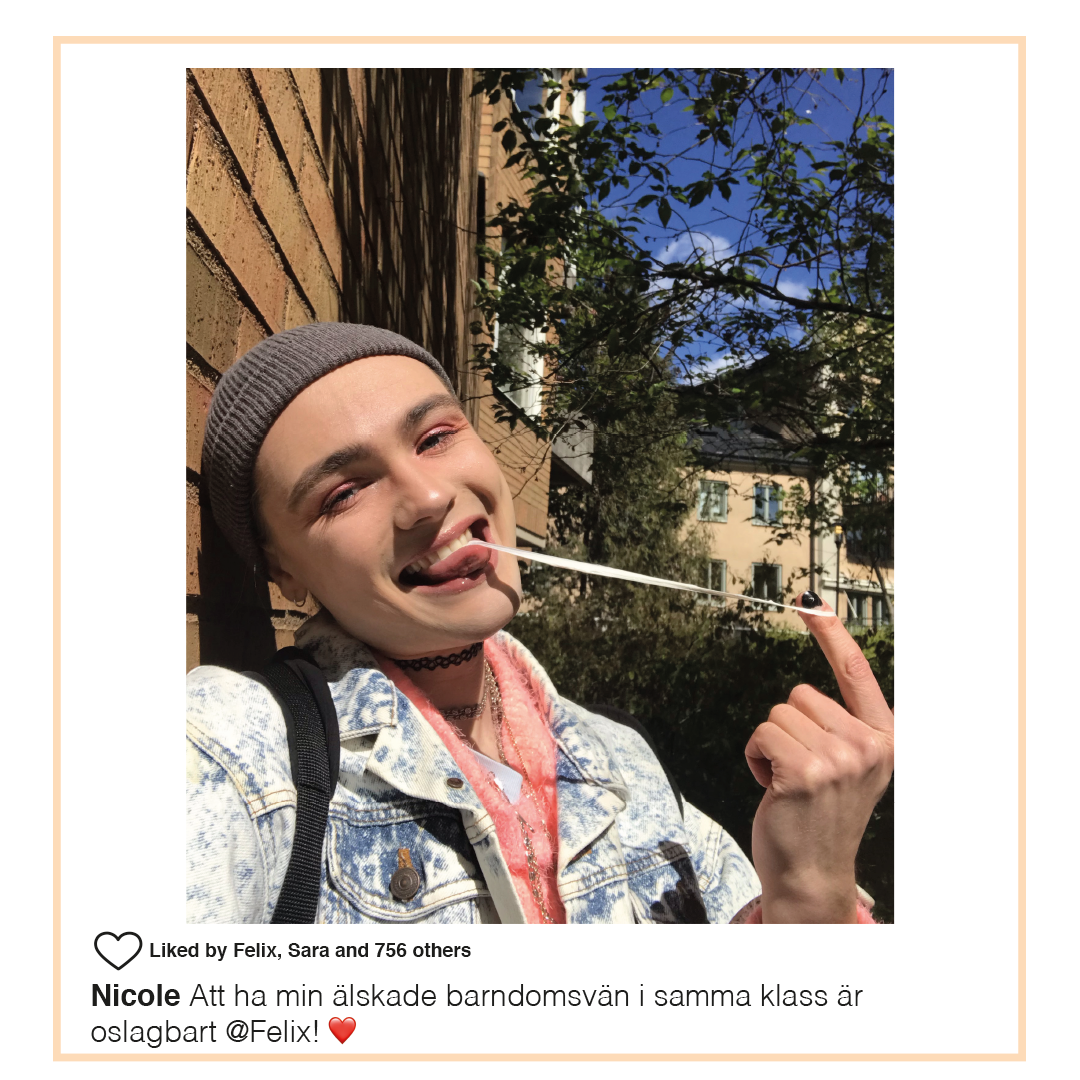 Liked by Felix, Sara and 756 others
Nicole Att ha min älskade barndomsvän i samma klass är
oslagbart @Felix! ❤️